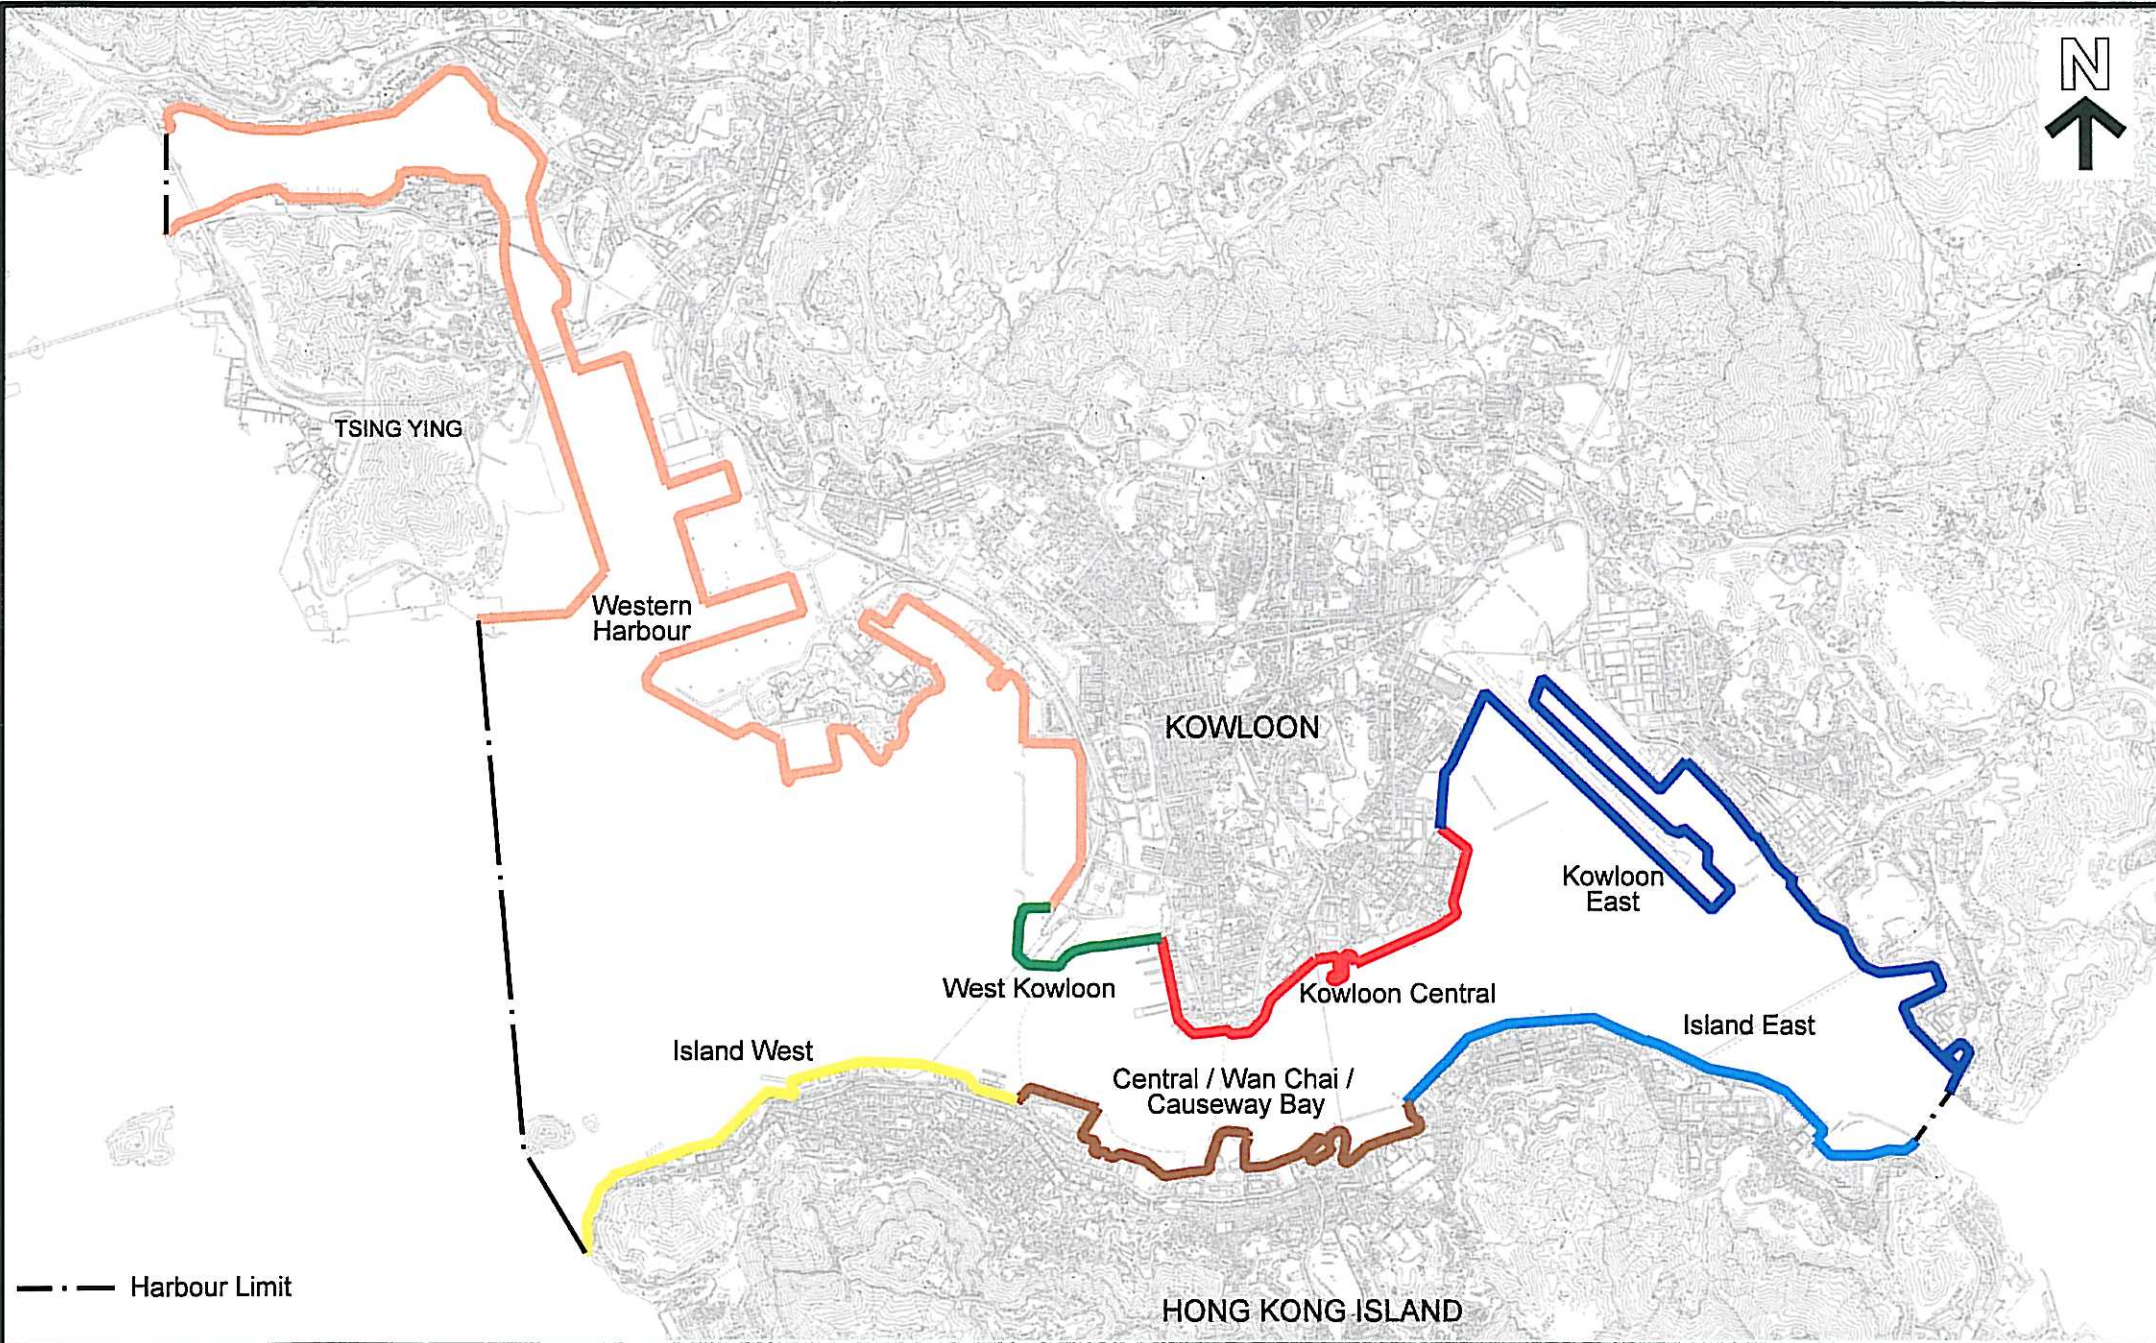 N
TSING YING
Western
Harbour
KOWLOON
Kowloon
East
West Kowloon
Kowloon Central
Island East
Island West
Central / Wan Chai /
Causeway Bay
Harbour Limit
HONG KONG ISLAND